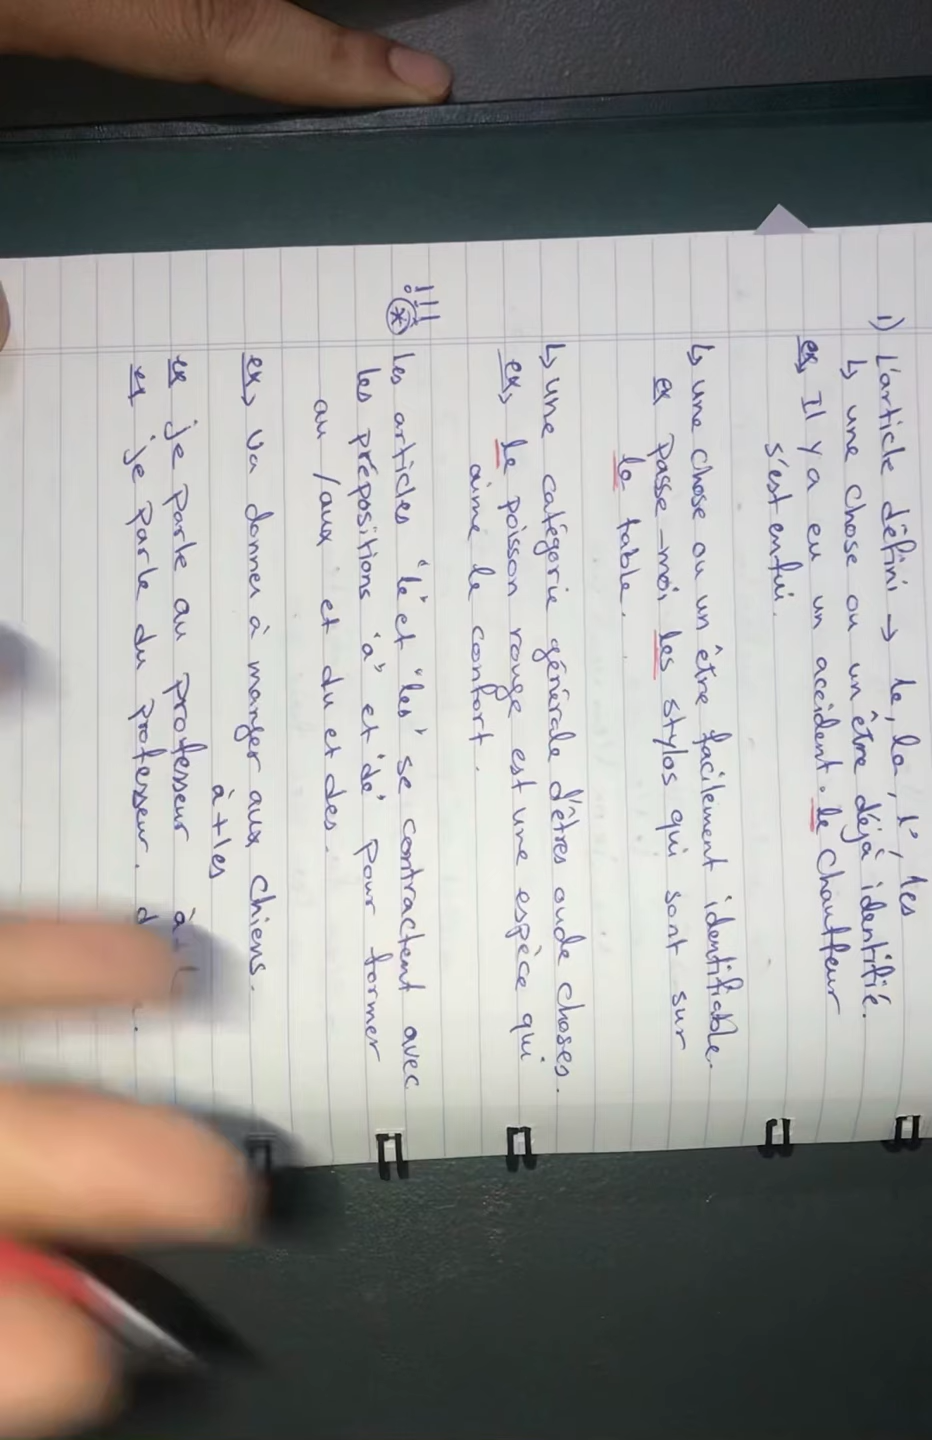 1) L'article défini → le, la, l', les
↳ une chose ou un être déjà identifié.
ex, Il y a eu un accident. le chauffeur
s'est enfui.
↳ une chose ou un être facilement identifiable.
ex passe-moi les stylos qui sont sur
la table.
↳ une catégorie générale d'êtres oude choses.
ex, le poisson rouge est une espèce qui
aime le confort.
!!! * les articles "le" et "les" se contractent avec
les prépositions "à" et "de" pour former
au / aux et du et des.
ex, va donner à manger aux chiens.
à+les
ex je parle au professeur à+
ex je parle du professeur. d